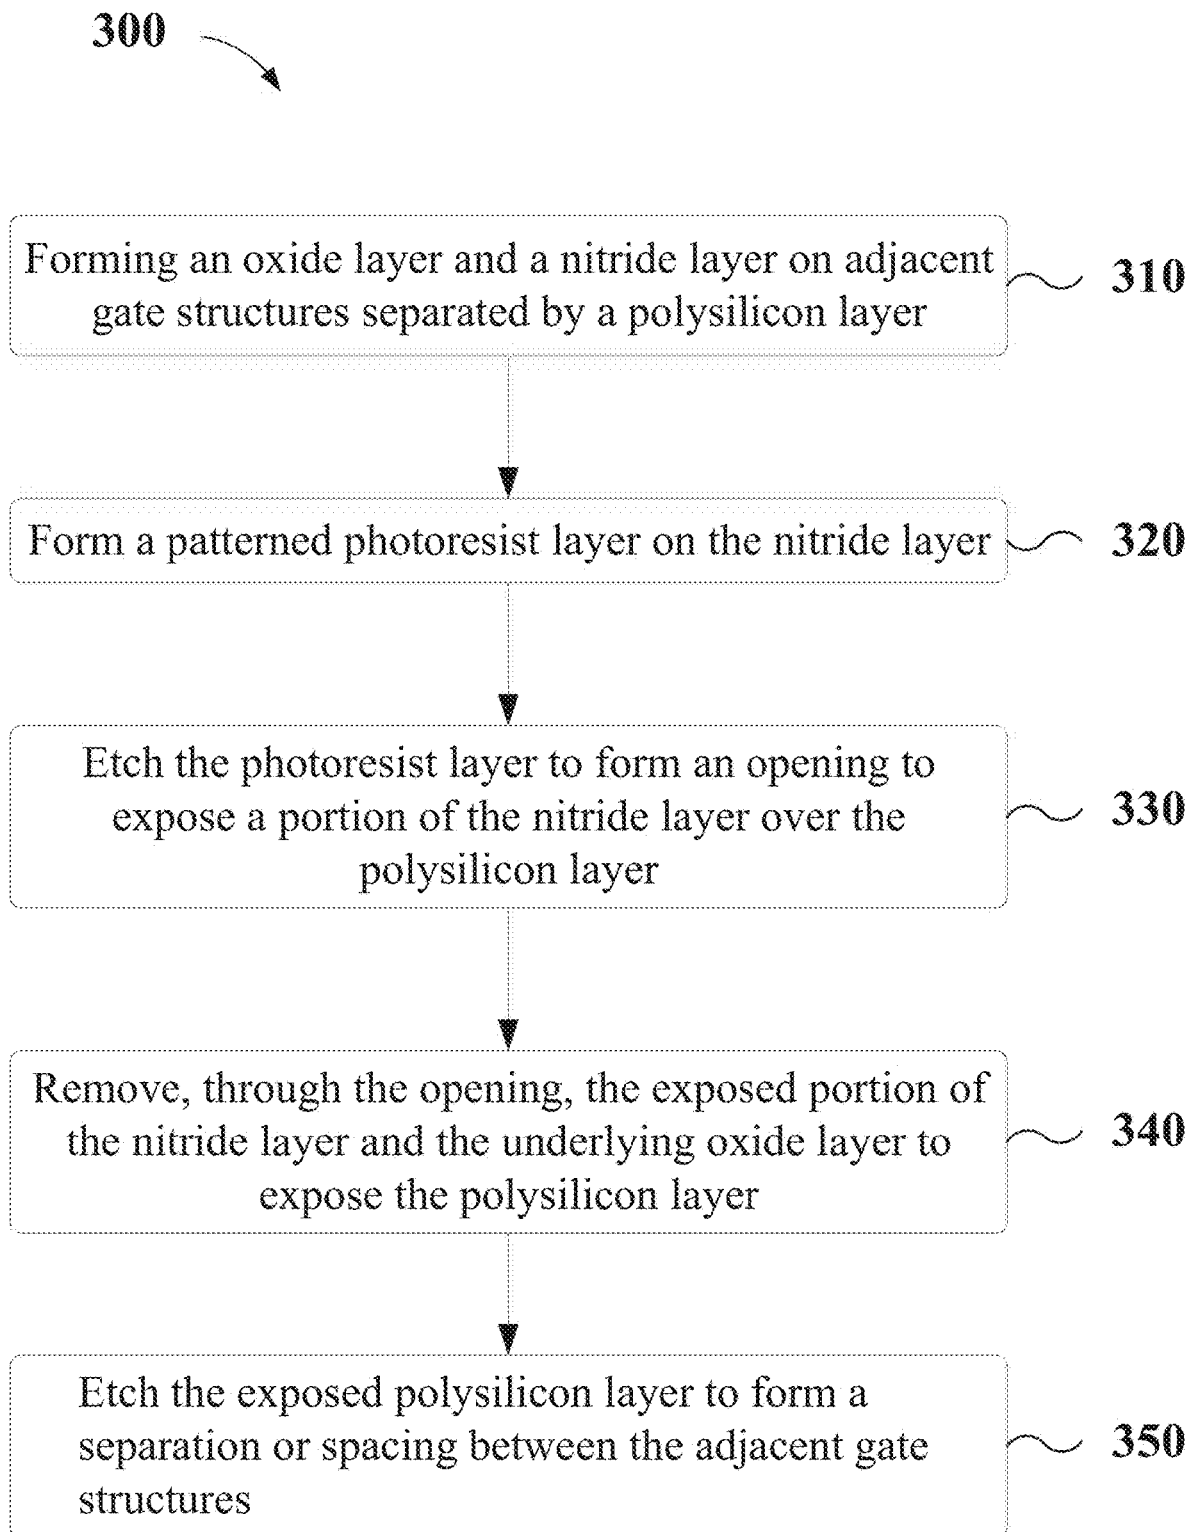 300
Forming an oxide layer and a nitride layer on adjacent
gate structures separated by a polysilicon layer
310
Form a patterned photoresist layer on the nitride layer
320
Etch the photoresist layer to form an opening to
expose a portion of the nitride layer over the
polysilicon layer
330
Remove, through the opening, the exposed portion of
the nitride layer and the underlying oxide layer to
expose the polysilicon layer
340
Etch the exposed polysilicon layer to form a
separation or spacing between the adjacent gate
structures
350